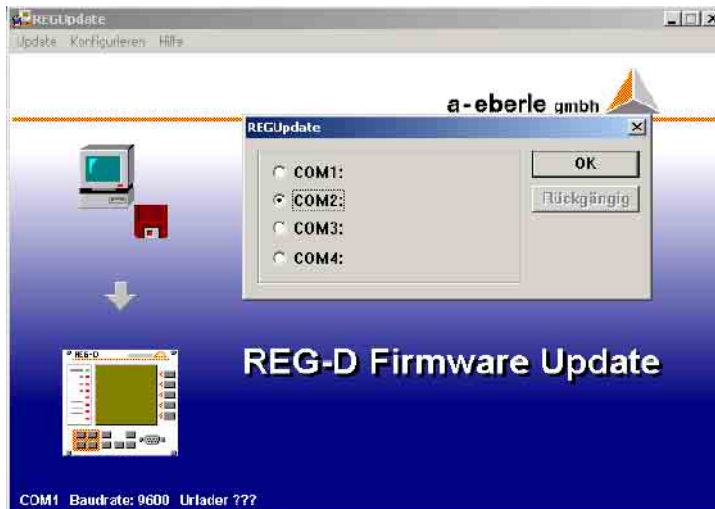 REGUpdate
Update Konfigurieren Hilfe
a-eberle gmbh
REGUpdate
COM1:
COM2:
COM3:
COM4:
OK
Rückgängig
REG-D
REG-D Firmware Update
COM1 Baudrate: 9600 Urlader ???